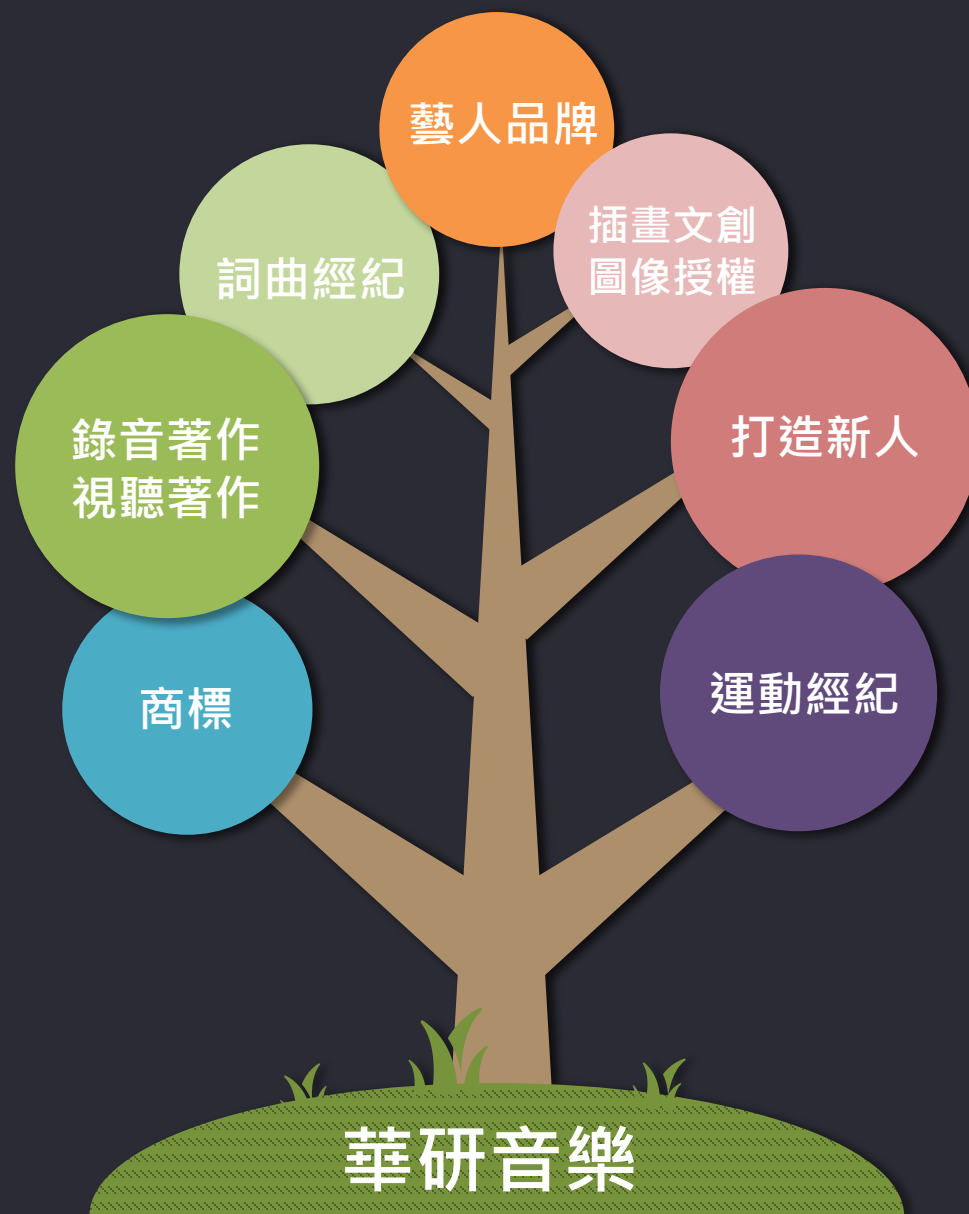 藝人品牌
詞曲經紀
插畫文創
圖像授權
錄音著作
視聽著作
打造新人
商標
運動經紀
華研音樂